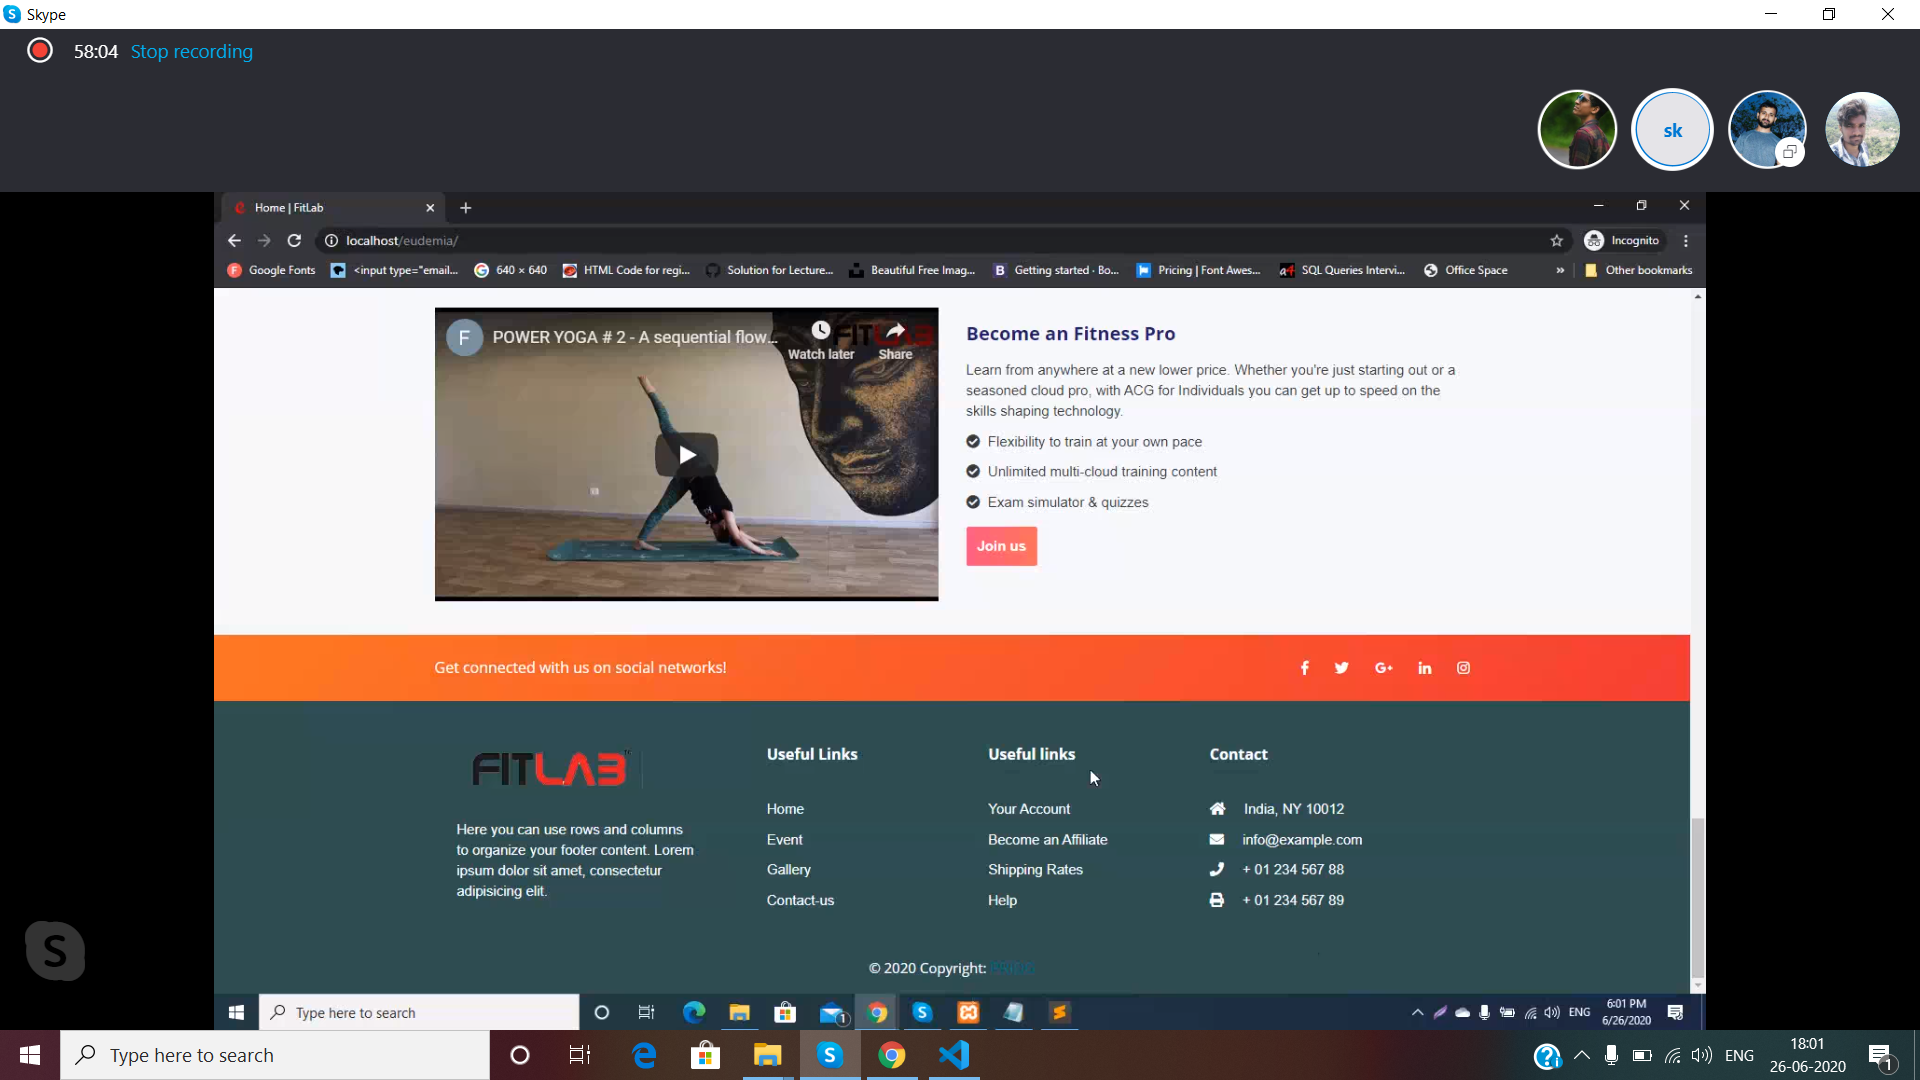 Skype
58:04 Stop recording
sk
Home | FitLab
localhost/eudemia/
Incognito
Google Fonts
<input type="email...
640 × 640
HTML Code for regi...
Solution for Lecture...
Beautiful Free Imag...
B Getting started · Bo...
Pricing | Font Awes...
SQL Queries Intervi...
Office Space
»
Other bookmarks
F POWER YOGA # 2 - A sequential flow...
Watch later
Share
Become an Fitness Pro
Learn from anywhere at a new lower price. Whether you're just starting out or a
seasoned cloud pro, with ACG for Individuals you can get up to speed on the
skills shaping technology.
Flexibility to train at your own pace
Unlimited multi-cloud training content
Exam simulator & quizzes
Join us
Get connected with us on social networks!
FITLAB
Here you can use rows and columns
to organize your footer content. Lorem
ipsum dolor sit amet, consectetur
adipisicing elit.
Useful Links
Home
Event
Gallery
Contact-us
Useful links
Your Account
Become an Affiliate
Shipping Rates
Help
Contact
India, NY 10012
info@example.com
+ 01 234 567 88
+ 01 234 567 89
© 2020 Copyright:
Type here to search
1
ENG
6:01 PM
6/26/2020
Type here to search
ENG
18:01
26-06-2020
1